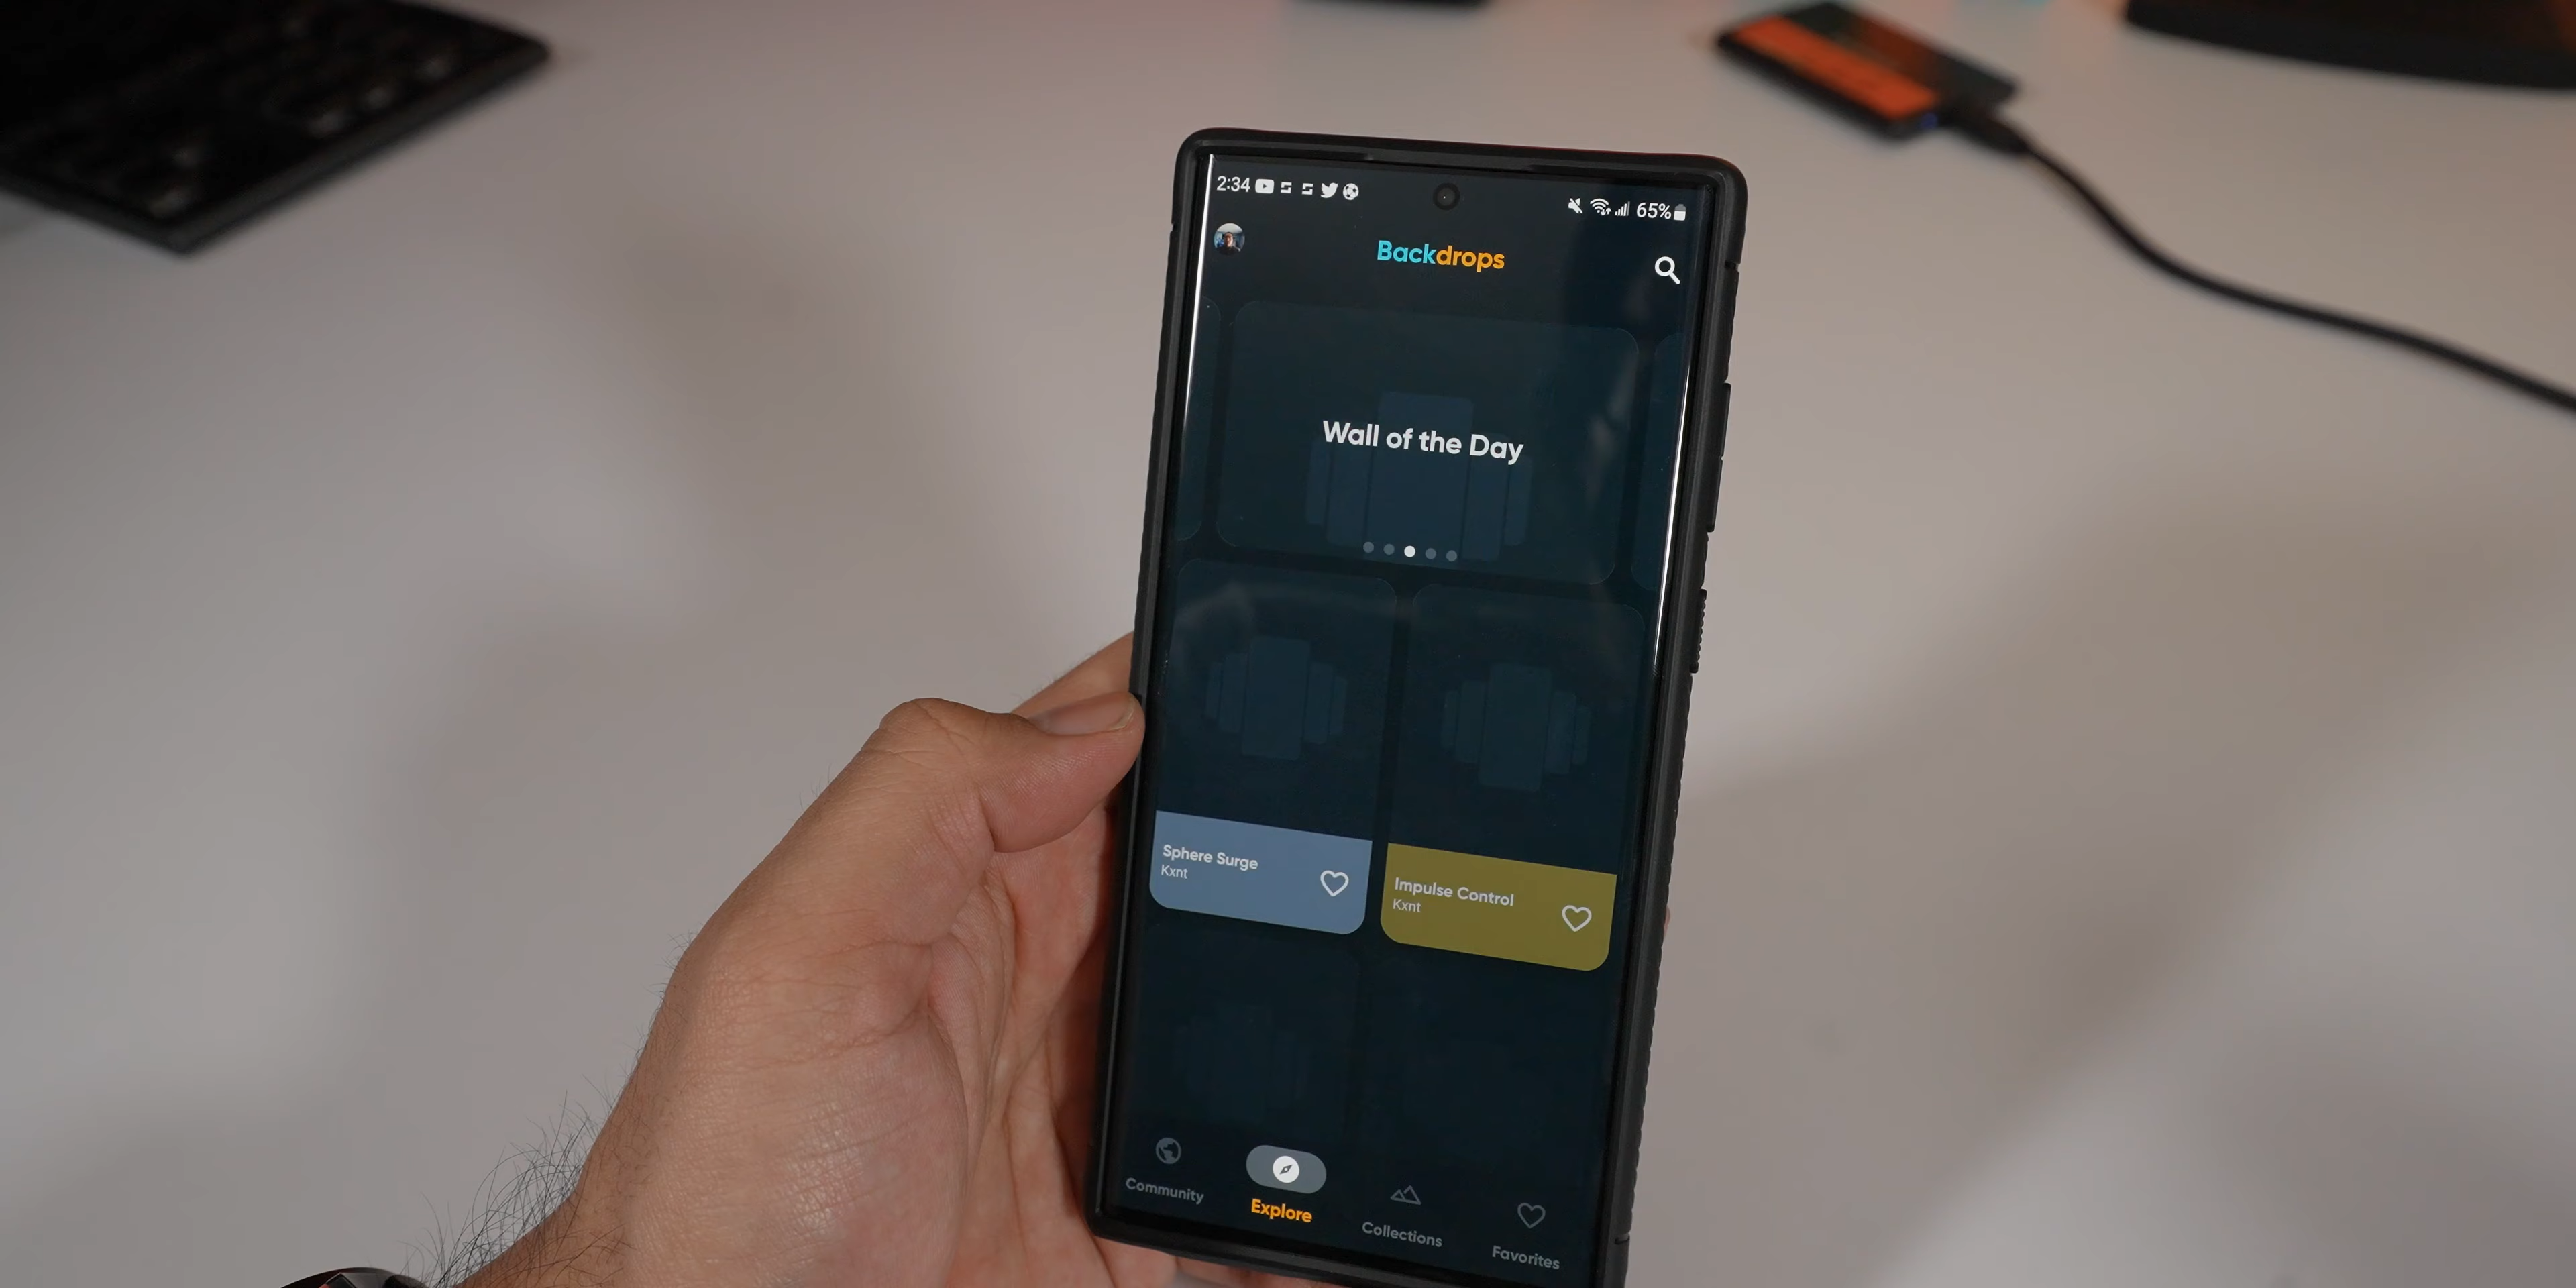 2:34
65%
Backdrops
Wall of the Day
Sphere Surge
Kxnt
Impulse Control
Kxnt
Community
Explore
Collections
Favorites